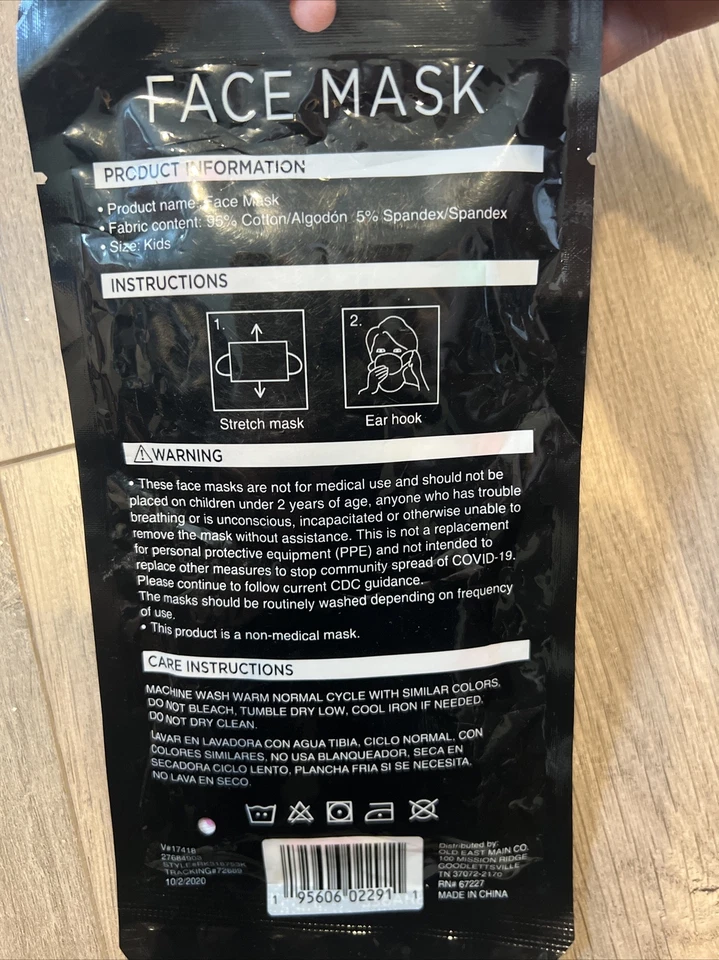 FACE MASK
PRODUCT INFORMATION
• Product name: Face Mask
• Fabric content: 95% Cotton/Algodón 5% Spandex/Spandex
• Size: Kids
INSTRUCTIONS
1.
2.
Stretch mask
Ear hook
WARNING
• These face masks are not for medical use and should not be
placed on children under 2 years of age, anyone who has trouble
breathing or is unconscious, incapacitated or otherwise unable to
remove the mask without assistance. This is not a replacement
for personal protective equipment (PPE) and not intended to
replace other measures to stop community spread of COVID-19.
Please continue to follow current CDC guidance.
The masks should be routinely washed depending on frequency
of use.
• This product is a non-medical mask.
CARE INSTRUCTIONS
MACHINE WASH WARM NORMAL CYCLE WITH SIMILAR COLORS,
DO NOT BLEACH, TUMBLE DRY LOW, COOL IRON IF NEEDED.
DO NOT DRY CLEAN.
LAVAR EN LAVADORA CON AGUA TIBIA, CICLO NORMAL, CON
COLORES SIMILARES, NO USA BLANQUEADOR, SECA EN
SECADORA CICLO LENTO, PLANCHA FRIA SI SE NECESITA.
NO LAVA EN SECO.
V#17418
10/2/2020
1 95606 02291 1
Distributed by:
OLD EAST MAIN CO.
100 MISSION RIDGE
GOODLETTSVILLE
TN 37072-2170
RN# 67227
MADE IN CHINA